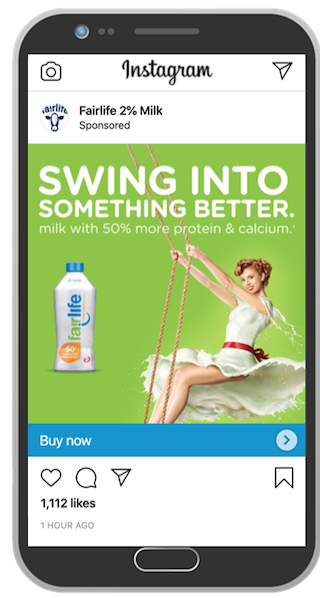 Instagram
fairlife
Fairlife 2% Milk
Sponsored
SWING INTO
SOMETHING BETTER.
milk with 50% more protein & calcium.*
fairlife
Buy now
1,112 likes
1 HOUR AGO